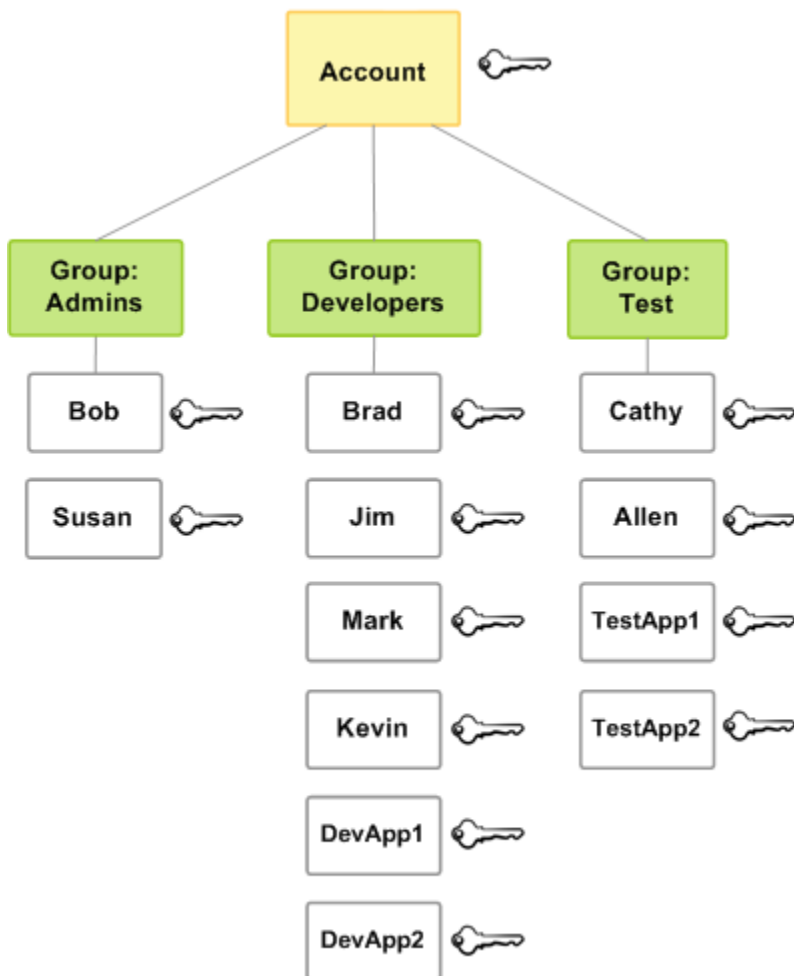 Account
Group:
Admins
Group:
Developers
Group:
Test
Bob
Brad
Cathy
Susan
Jim
Allen
Mark
TestApp1
Kevin
TestApp2
DevApp1
DevApp2